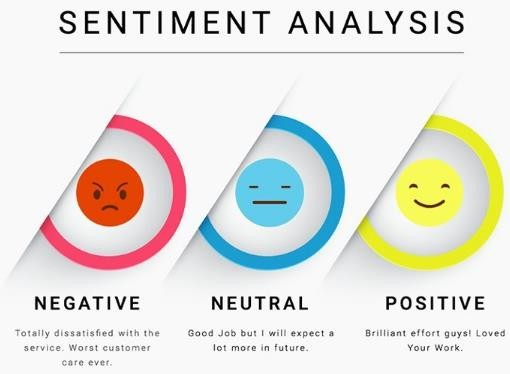 SENTIMENT ANALYSIS
NEGATIVE
Totally dissatisfied with the
service. Worst customer
care ever.
NEUTRAL
Good Job but I will expect a
lot more in future.
POSITIVE
Brilliant effort guys! Loved
Your Work.